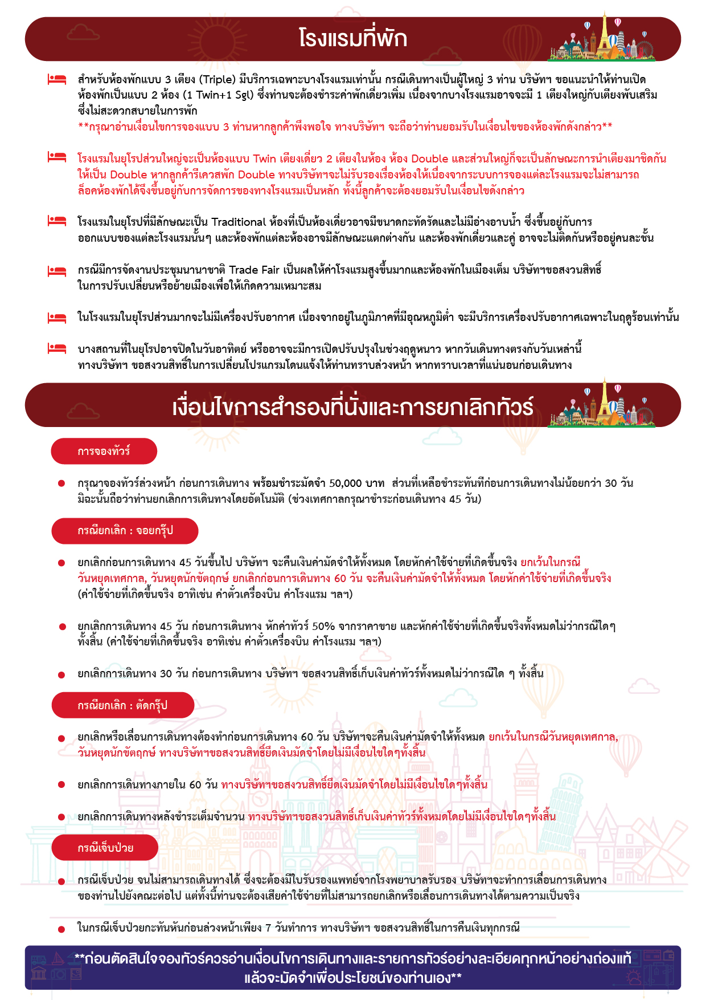 โรงแรมที่พัก
สำหรับห้องพักแบบ 3 เตียง (Triple) มีบริการเฉพาะบางโรงแรมเท่านั้น กรณีเดินทางเป็นผู้ใหญ่ 3 ท่าน บริษัทฯ ขอแนะนำให้ท่านเปิด
ห้องพักเป็นแบบ 2 ห้อง (1 Twin+1 Sgl) ซึ่งท่านจะต้องชำระค่าพักเดี่ยวเพิ่ม เนื่องจากบางโรงแรมอาจจะมี 1 เตียงใหญ่กับเตียงพับเสริม
ซึ่งไม่สะดวกสบายในการพัก
**กรุณาอ่านเงื่อนไขการจองแบบ 3 ท่านหากลูกค้าพึงพอใจ ทางบริษัทฯ จะถือว่าท่านยอมรับในเงื่อนไขของห้องพักดังกล่าว**
โรงแรมในยุโรปส่วนใหญ่จะเป็นห้องแบบ Twin เตียงเดี่ยว 2 เตียงในห้อง ห้อง Double และส่วนใหญ่ก็จะเป็นลักษณะการนำเตียงมาชิดกัน
ให้เป็น Double หากลูกค้ารีเควสพัก Double ทางบริษัทฯจะไม่รับรองเรื่องห้องให้เนื่องจากระบบการจองแต่ละโรงแรมจะไม่สามารถ
ล็อคห้องพักได้จึงขึ้นอยู่กับการจัดการของทางโรงแรมเป็นหลัก ทั้งนี้ลูกค้าจะต้องยอมรับในเงื่อนไขดังกล่าว
โรงแรมในยุโรปที่มีลักษณะเป็น Traditional ห้องที่เป็นห้องเดี่ยวอาจมีขนาดกะทัดรัดและไม่มีอ่างอาบน้ำ ซึ่งขึ้นอยู่กับการ
ออกแบบของแต่ละโรงแรมนั้นๆ และห้องพักแต่ละห้องอาจมีลักษณะแตกต่างกัน และห้องพักเดี่ยวและคู่ อาจจะไม่ติดกันหรืออยู่คนละชั้น
กรณีมีการจัดงานประชุมนานาชาติ Trade Fair เป็นผลให้ค่าโรงแรมสูงขึ้นมากและห้องพักในเมืองเต็ม บริษัทฯขอสงวนสิทธิ์
ในการปรับเปลี่ยนหรือย้ายเมืองเพื่อให้เกิดความเหมาะสม
ในโรงแรมในยุโรปส่วนมากจะไม่มีเครื่องปรับอากาศ เนื่องจากอยู่ในภูมิภาคที่มีอุณหภูมิต่ำ จะมีบริการเครื่องปรับอากาศเฉพาะในฤดูร้อนเท่านั้น
บางสถานที่ในยุโรปอาจปิดในวันอาทิตย์ หรืออาจจะมีการเปิดปรับปรุงในช่วงฤดูหนาว หากวันเดินทางตรงกับวันเหล่านี้
ทางบริษัทฯ ขอสงวนสิทธิ์ในการเปลี่ยนโปรแกรมโดนแจ้งให้ท่านทราบล่วงหน้า หากทราบเวลาที่แน่นอนก่อนเดินทาง
เงื่อนไขการสำรองที่นั่งและการยกเลิกทัวร์
การจองทัวร์
กรุณาจองทัวร์ล่วงหน้า ก่อนการเดินทาง พร้อมชำระมัดจำ 50,000 บาท ส่วนที่เหลือชำระทันทีก่อนการเดินทางไม่น้อยกว่า 30 วัน
มิฉะนั้นถือว่าท่านยกเลิกการเดินทางโดยอัตโนมัติ (ช่วงเทศกาลกรุณาชำระก่อนเดินทาง 45 วัน)
กรณียกเลิก : จอยกรุ๊ป
ยกเลิกก่อนการเดินทาง 45 วันขึ้นไป บริษัทฯ จะคืนเงินค่ามัดจำให้ทั้งหมด โดยหักค่าใช้จ่ายที่เกิดขึ้นจริง ยกเว้นในกรณี
วันหยุดเทศกาล, วันหยุดนักขัตฤกษ์ ยกเลิกก่อนการเดินทาง 60 วัน จะคืนเงินค่ามัดจำให้ทั้งหมด โดยหักค่าใช้จ่ายที่เกิดขึ้นจริง
(ค่าใช้จ่ายที่เกิดขึ้นจริง อาทิเช่น ค่าตั๋วเครื่องบิน ค่าโรงแรม ฯลฯ)
ยกเลิกการเดินทาง 45 วัน ก่อนการเดินทาง หักค่าทัวร์ 50% จากราคาขาย และหักค่าใช้จ่ายที่เกิดขึ้นจริงทั้งหมดไม่ว่ากรณีใดๆ
ทั้งสิ้น (ค่าใช้จ่ายที่เกิดขึ้นจริง อาทิเช่น ค่าตั๋วเครื่องบิน ค่าโรงแรม ฯลฯ)
ยกเลิกการเดินทาง 30 วัน ก่อนการเดินทาง บริษัทฯ ขอสงวนสิทธิ์เก็บเงินค่าทัวร์ทั้งหมดไม่ว่ากรณีใด ๆ ทั้งสิ้น
กรณียกเลิก : ตัดกรุ๊ป
ยกเลิกหรือเลื่อนการเดินทางต้องทำก่อนการเดินทาง 60 วัน บริษัทฯจะคืนเงินค่ามัดจำให้ทั้งหมด ยกเว้นในกรณีวันหยุดเทศกาล,
วันหยุดนักขัตฤกษ์ ทางบริษัทฯขอสงวนสิทธิ์ยึดเงินมัดจำโดยไม่มีเงื่อนไขใดๆทั้งสิ้น
ยกเลิกการเดินทางภายใน 60 วัน ทางบริษัทฯขอสงวนสิทธิ์ยึดเงินมัดจำโดยไม่มีเงื่อนไขใดๆทั้งสิ้น
ยกเลิกการเดินทางหลังชำระเต็มจำนวน ทางบริษัทฯขอสงวนสิทธิ์เก็บเงินค่าทัวร์ทั้งหมดโดยไม่มีเงื่อนไขใดๆทั้งสิ้น
กรณีเจ็บป่วย
กรณีเจ็บป่วย จนไม่สามารถเดินทางได้ ซึ่งจะต้องมีใบรับรองแพทย์จากโรงพยาบาลรับรอง บริษัทฯจะทำการเลื่อนการเดินทาง
ของท่านไปยังคณะต่อไป แต่ทั้งนี้ท่านจะต้องเสียค่าใช้จ่ายที่ไม่สามารถยกเลิกหรือเลื่อนการเดินทางได้ตามความเป็นจริง
ในกรณีเจ็บป่วยกะทันหันก่อนล่วงหน้าเพียง 7 วันทำการ ทางบริษัทฯ ขอสงวนสิทธิ์ในการคืนเงินทุกกรณี
**ก่อนตัดสินใจจองทัวร์ควรอ่านเงื่อนไขการเดินทางและรายการทัวร์อย่างละเอียดทุกหน้าอย่างถ่องแท้
แล้วจะมัดจำเพื่อประโยชน์ของท่านเอง**